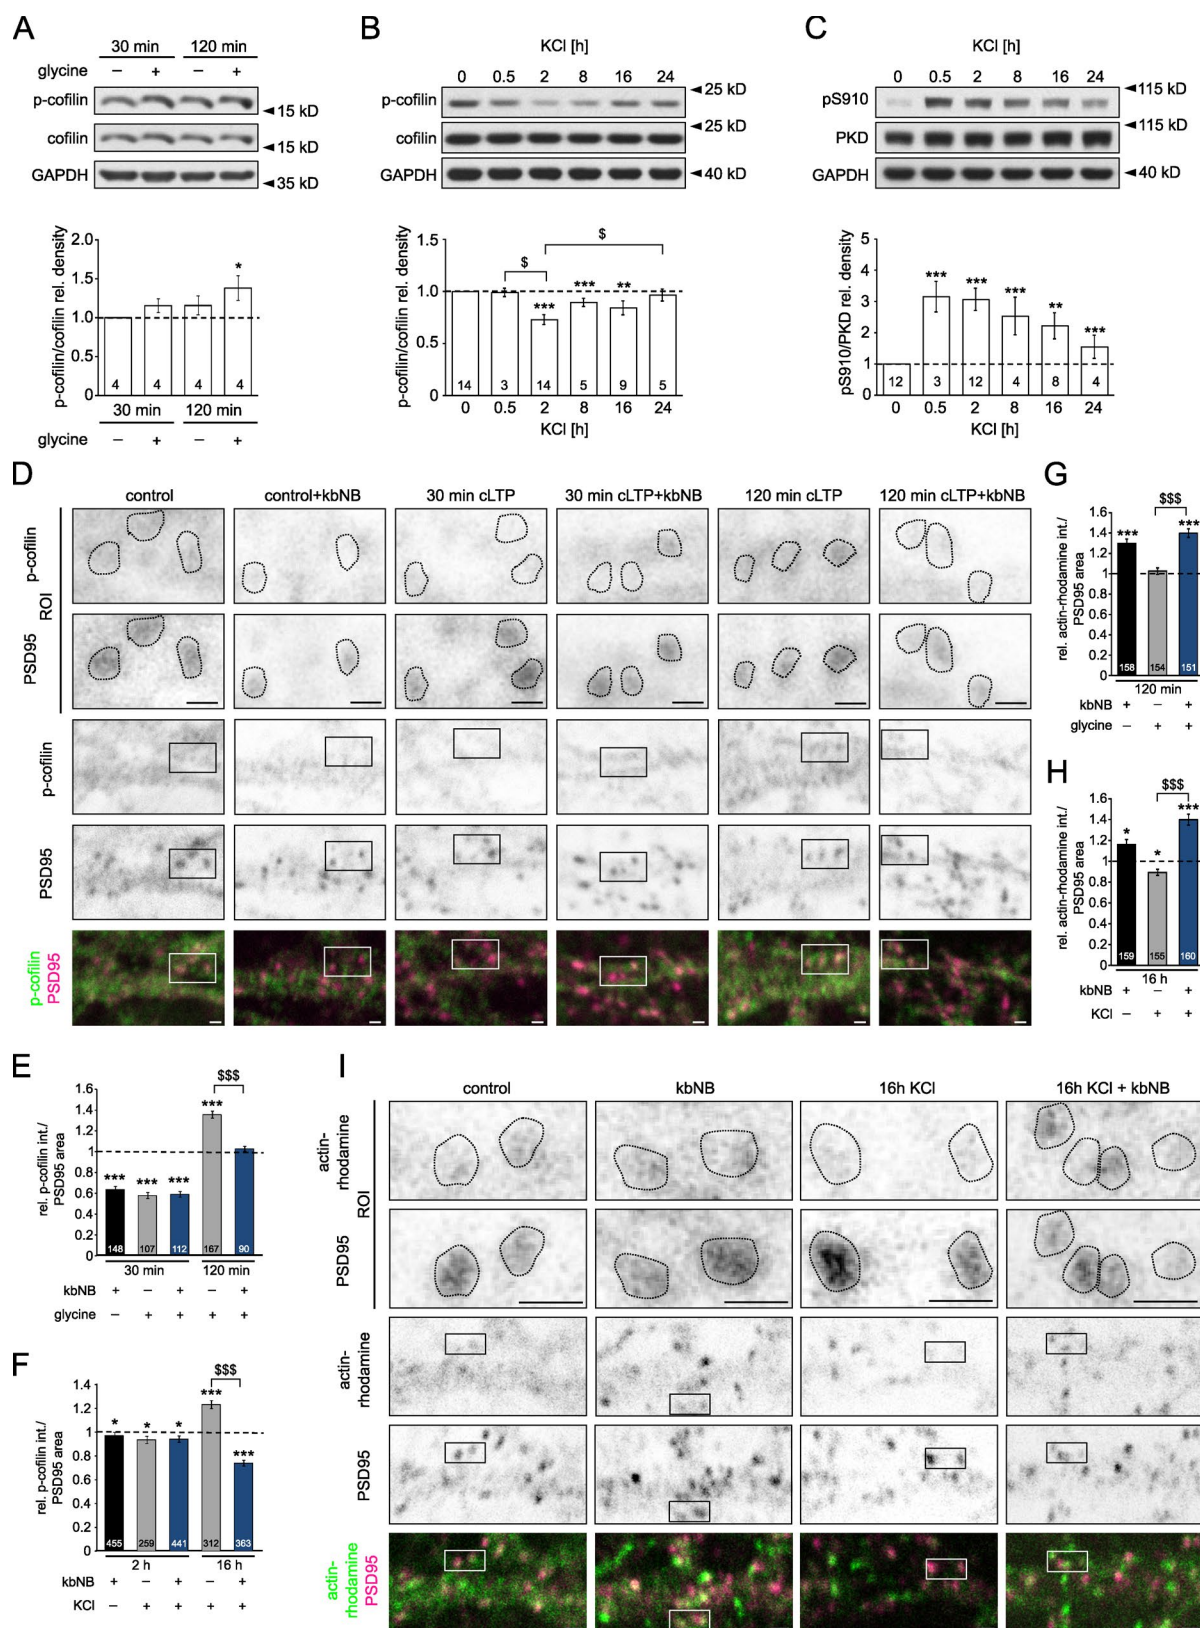 A
30 min 120 min
glycine – + – +
p-cofilin
◄15 kD
cofilin
◄15 kD
GAPDH
◄35 kD
p-cofilin/cofilin rel. density
2.0
1.5
1.0
0.5
0
*
4 4 4 4
30 min 120 min
glycine – + – +
B
KCl [h]
0 0.5 2 8 16 24
◄25 kD
p-cofilin
◄25 kD
cofilin
GAPDH ◄40 kD
p-cofilin/cofilin rel. density
1.5
1.0
0.5
0
$ $
*** *** **
14 3 14 5 9 5
0 0.5 2 8 16 24
KCl [h]
C
KCl [h]
0 0.5 2 8 16 24
◄115 kD
pS910
◄115 kD
PKD
GAPDH ◄40 kD
pS910/PKD rel. density
5
4
3
2
1
0
*** *** *** ** ***
12 3 12 4 8 4
0 0.5 2 8 16 24
KCl [h]
D
control control+kbNB 30 min cLTP 30 min cLTP+kbNB 120 min cLTP 120 min cLTP+kbNB
p-cofilin
ROI
PSD95
p-cofilin
PSD95
p-cofilin
PSD95
G
rel. actin-rhodamine int./
PSD95 area
1.6
1.4
1.2
1
0.8
0.6
0.4
0.2
0
*** $$$ ***
158 154 151
120 min
kbNB + – +
glycine – + +
H
rel. actin-rhodamine int./
PSD95 area
1.6
1.4
1.2
1
0.8
0.6
0.4
0.2
0
* * $$$ ***
159 155 160
16 h
kbNB + – +
KCl – + +
E
rel. p-cofilin int./
PSD95 area
1.6
1.4
1.2
1
0.8
0.6
0.4
0.2
0
*** *** *** *** $$$
148 107 112 167 90
30 min 120 min
kbNB + – + – +
glycine – + + + +
F
rel. p-cofilin int./
PSD95 area
1.4
1.2
1
0.8
0.6
0.4
0.2
0
* * * *** $$$ ***
455 259 441 312 363
2 h 16 h
kbNB + – + – +
KCl – + + + +
I
control kbNB 16h KCl 16h KCl + kbNB
actin-
rhodamine
ROI
PSD95
actin-
rhodamine
PSD95
actin-
rhodamine
PSD95